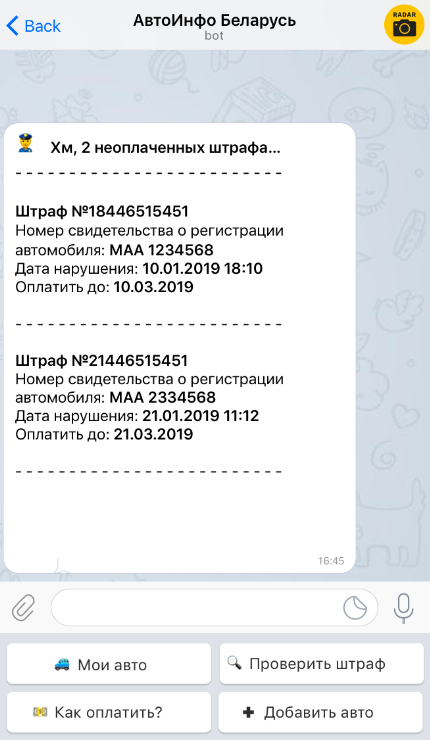 Back
АвтоИнфо Беларусь
bot
RADAR
Хм, 2 неоплаченных штрафа...
- - - - - - - - - - - - - - - - - - - - - - - - -
Штраф №18446515451
Номер свидетельства о регистрации
автомобиля: МАА 1234568
Дата нарушения: 10.01.2019 18:10
Оплатить до: 10.03.2019
- - - - - - - - - - - - - - - - - - - - - - - - -
Штраф №21446515451
Номер свидетельства о регистрации
автомобиля: МАА 2334568
Дата нарушения: 21.01.2019 11:12
Оплатить до: 21.03.2019
- - - - - - - - - - - - - - - - - - - - - - - - -
16:45
Мои авто
Проверить штраф
Как оплатить?
Добавить авто